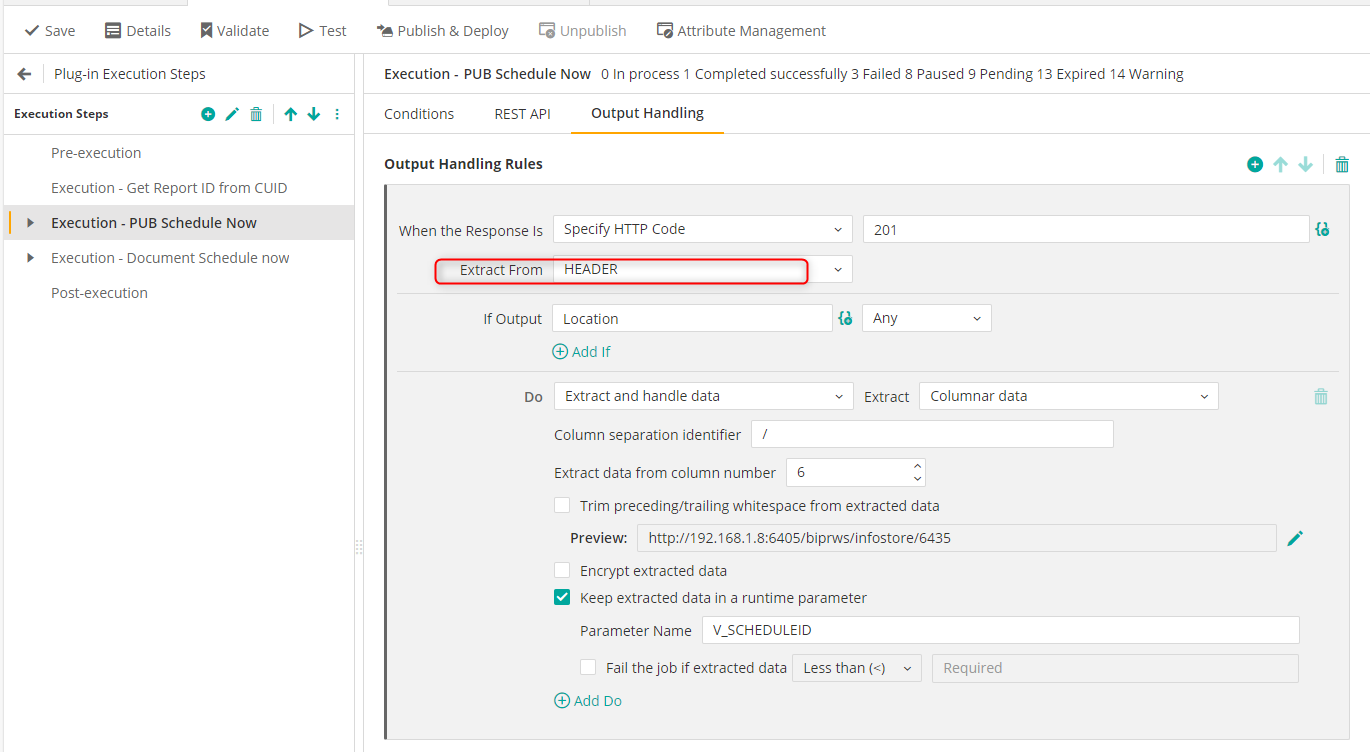 Save Details Validate Test Publish & Deploy Unpublish Attribute Management
Plug-in Execution Steps
Execution Steps
Pre-execution
Execution - Get Report ID from CUID
Execution - PUB Schedule Now
Execution - Document Schedule now
Post-execution
Execution - PUB Schedule Now 0 In process 1 Completed successfully 3 Failed 8 Paused 9 Pending 13 Expired 14 Warning
Conditions REST API Output Handling
Output Handling Rules
When the Response Is Specify HTTP Code 201
Extract From HEADER
If Output Location Any
Add If
Do Extract and handle data Extract Columnar data
Column separation identifier /
Extract data from column number 6
Trim preceding/trailing whitespace from extracted data
Preview: http://192.168.1.8:6405/biprws/infostore/6435
Encrypt extracted data
Keep extracted data in a runtime parameter
Parameter Name V_SCHEDULEID
Fail the job if extracted data Less than (<) Required
Add Do